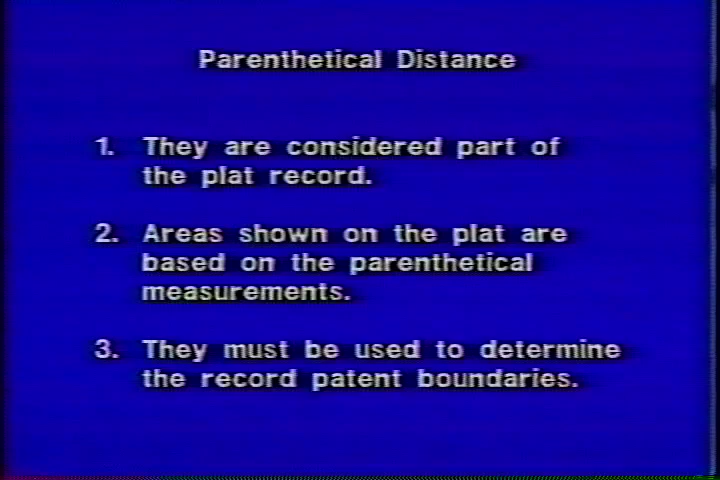 Parenthetical Distance
1. They are considered part of
the plat record.
2. Areas shown on the plat are
based on the parenthetical
measurements.
3. They must be used to determine
the record patent boundaries.